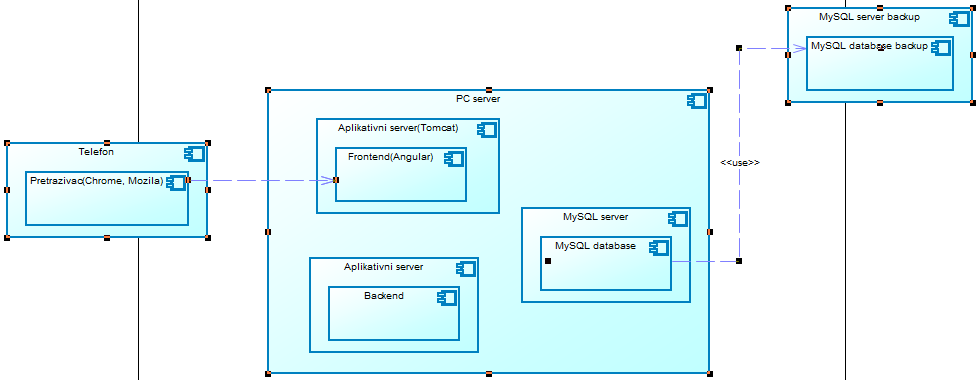 MySQL server backup
MySQL database backup
PC server
Aplikativni server(Tomcat)
Frontend(Angular)
Telefon
Pretrazivac(Chrome, Mozila)
<<use>>
MySQL server
MySQL database
Aplikativni server
Backend